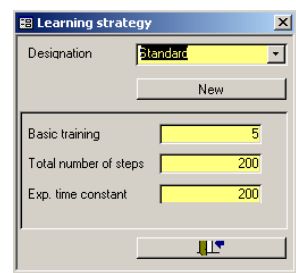 Learning strategy
Designation Standard
New
Basic training 5
Total number of steps 200
Exp. time constant 200